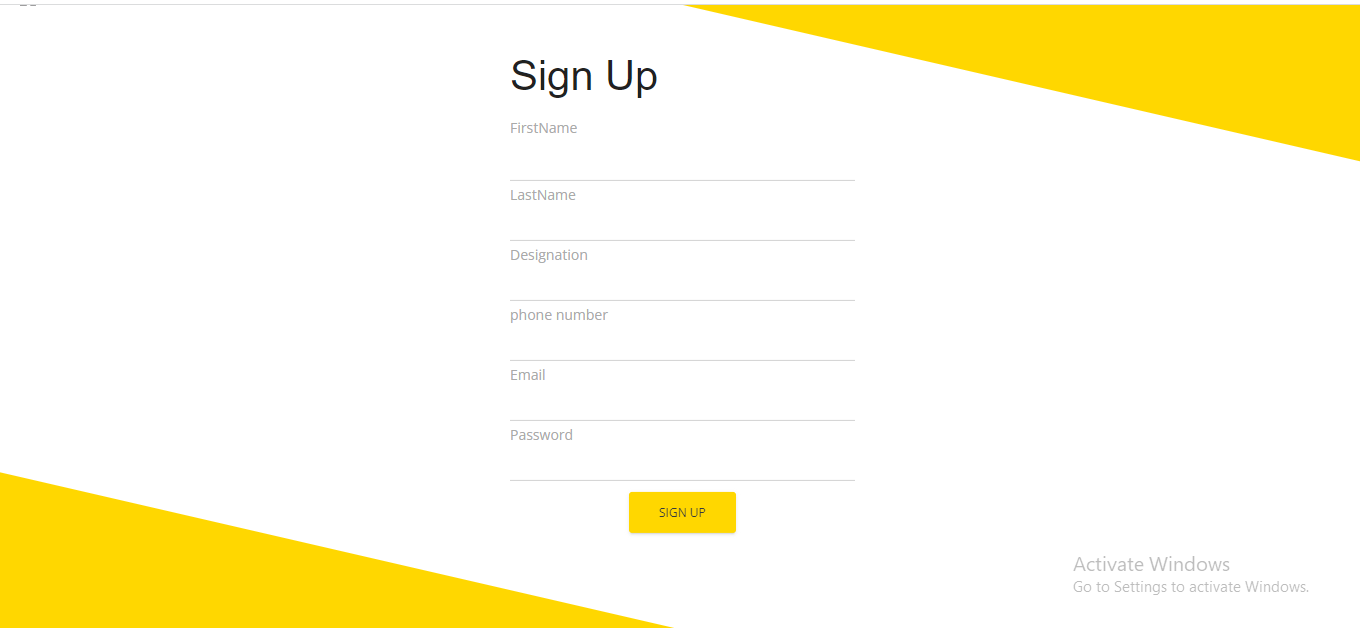 Sign Up
FirstName
LastName
Designation
phone number
Email
Password
SIGN UP
Activate Windows
Go to Settings to activate Windows.